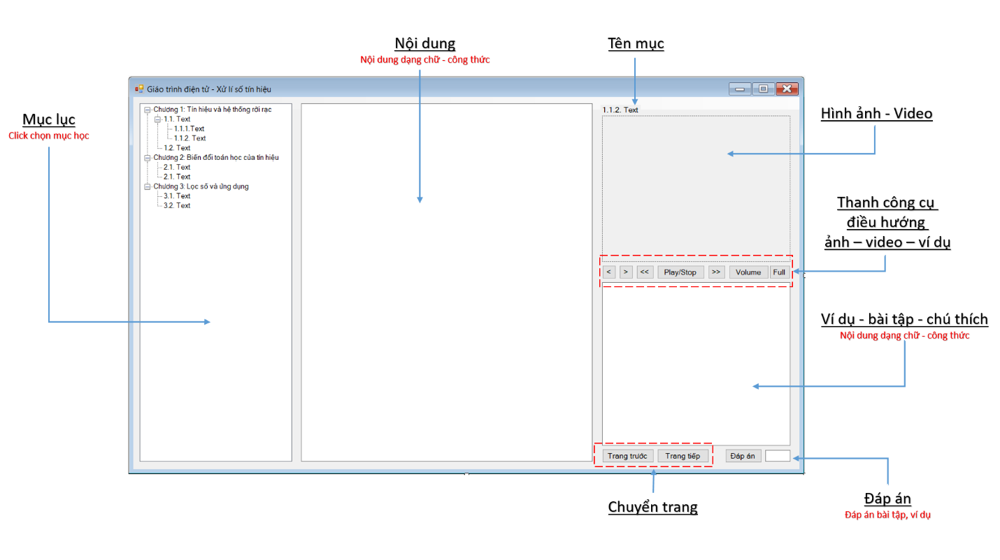 Nội dung
Nội dung dạng chữ - công thức
Tên mục
Giáo trình điện tử - Xử lí số tín hiệu
Mục lục
Click chọn mục học
Chương 1: Tín hiệu và hệ thống rời rạc
1.1. Text
1.1.1.Text
1.1.2. Text
1.2. Text
Chương 2: Biến đổi toán học của tín hiệu
2.1. Text
2.1. Text
Chương 3: Lọc số và ứng dụng
3.1. Text
3.2. Text
1.1.2. Text
Hình ảnh - Video
Thanh công cụ
điều hướng
ảnh – video – ví dụ
< > << Play/Stop >> Volume Full
Ví dụ - bài tập - chú thích
Nội dung dạng chữ - công thức
Trang trước Trang tiếp Đáp án
Chuyển trang
Đáp án
Đáp án bài tập, ví dụ